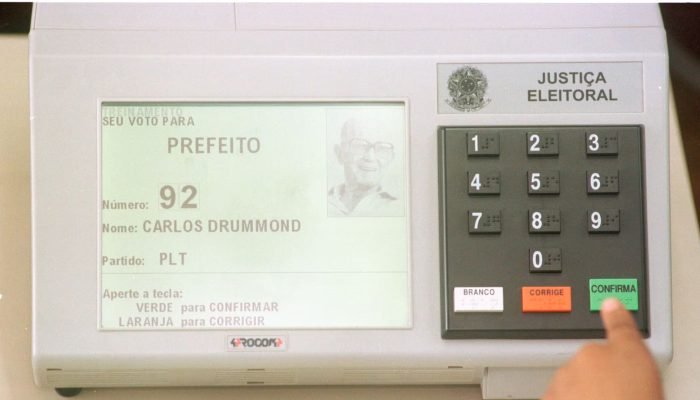 TREINAMENTO
SEU VOTO PARA
PREFEITO
Número: 92
Nome: CARLOS DRUMMOND
Partido: PLT
Aperte a tecla:
VERDE para CONFIRMAR
LARANJA para CORRIGIR
PROCOMP
JUSTIÇA
ELEITORAL
1 2 3
4 5 6
7 8 9
0
BRANCO CORRIGE CONFIRMA